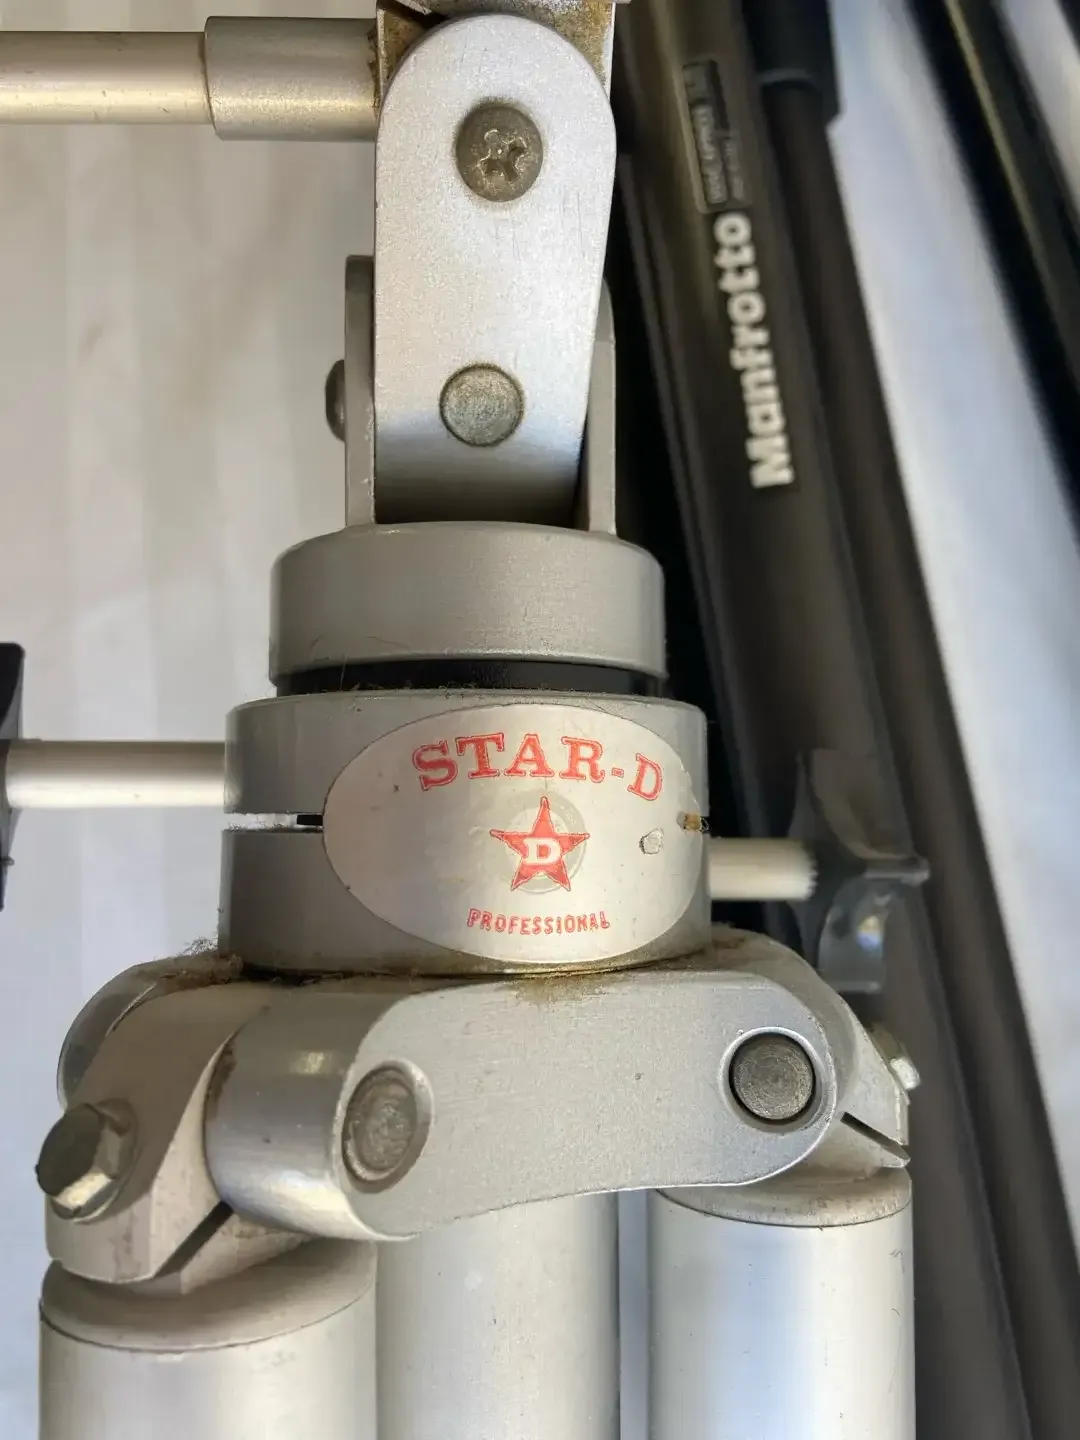 STAR-D
D
PROFESSIONAL
Manfrotto